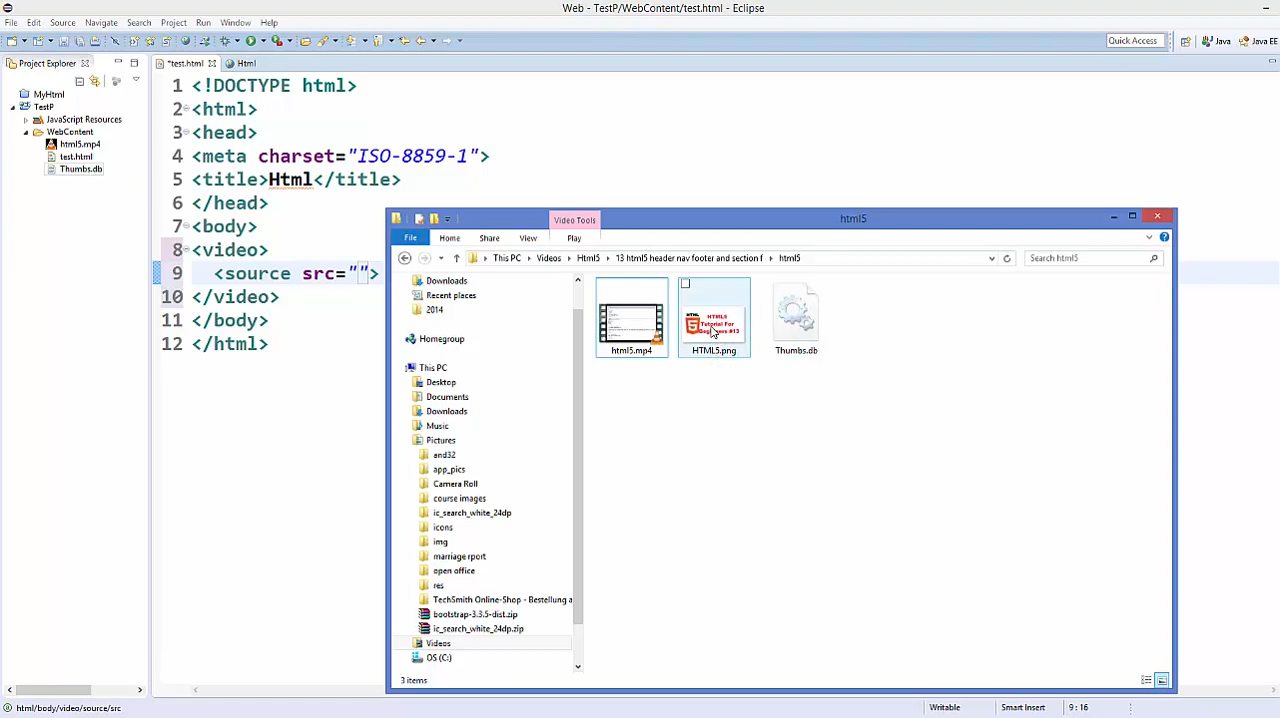 Web - TestP/WebContent/test.html - Eclipse
File Edit Source Navigate Search Project Run Window Help
Quick Access Java Java EE
Project Explorer
*test.html
Html
MyHtml
TestP
JavaScript Resources
WebContent
html5.mp4
test.html
Thumbs.db
1 <!DOCTYPE html>
2 <html>
3 <head>
4 <meta charset="ISO-8859-1">
5 <title>Html</title>
6 </head>
7 <body>
8 <video>
9 <source src="">
10 </video>
11 </body>
12 </html>
Video Tools
html5
File Home Share View Play
This PC Videos Html5 13 html5 header nav footer and section f html5
Search html5
Downloads
Recent places
2014
Homegroup
This PC
Desktop
Documents
Downloads
Music
Pictures
and32
app_pics
Camera Roll
course images
ic_search_white_24dp
icons
img
marriage rport
open office
res
TechSmith Online-Shop - Bestellung a
bootstrap-3.3.5-dist.zip
ic_search_white_24dp.zip
Videos
OS (C:)
HTML
5
HTML5
Tutorial For
Beginners #13
html5.mp4
HTML5.png
Thumbs.db
3 items
html/body/video/source/src
Writable
Smart Insert
9 : 16